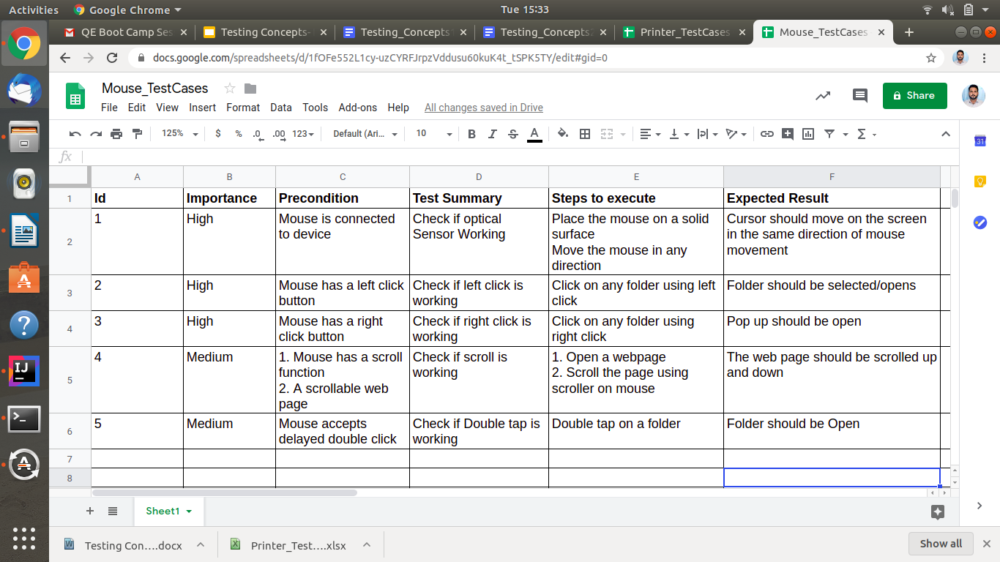 Activities
Google Chrome
Tue 15:33
QE Boot Camp Ses
Testing Concepts-
Testing_Concepts
Testing_Concepts
Printer_TestCases
Mouse_TestCases
docs.google.com/spreadsheets/d/1fOFe552L1cy-uzCYRFJrpzVddusu60kuK4t_tSPK5TY/edit#gid=0
Mouse_TestCases
File Edit View Insert Format Data Tools Add-ons Help All changes saved in Drive
Share
125% $ % .0 .00 123 Default (Ari... 10 B I S A Σ
31
fx
A B C D E F
1 Id Importance Precondition Test Summary Steps to execute Expected Result
2
1
High
Mouse is connected
to device
Check if optical
Sensor Working
Place the mouse on a solid
surface
Move the mouse in any
direction
Cursor should move on the screen
in the same direction of mouse
movement
3
2
High
Mouse has a left click
button
Check if left click is
working
Click on any folder using left
click
Folder should be selected/opens
4
3
High
Mouse has a right
click button
Check if right click is
working
Click on any folder using
right click
Pop up should be open
5
4
Medium
1. Mouse has a scroll
function
2. A scrollable web
page
Check if scroll is
working
1. Open a webpage
2. Scroll the page using
scroller on mouse
The web page should be scrolled up
and down
6
5
Medium
Mouse accepts
delayed double click
Check if Double tap is
working
Double tap on a folder
Folder should be Open
7
8
Sheet1
Testing Con....docx
Printer_Test....xlsx
Show all
IJ